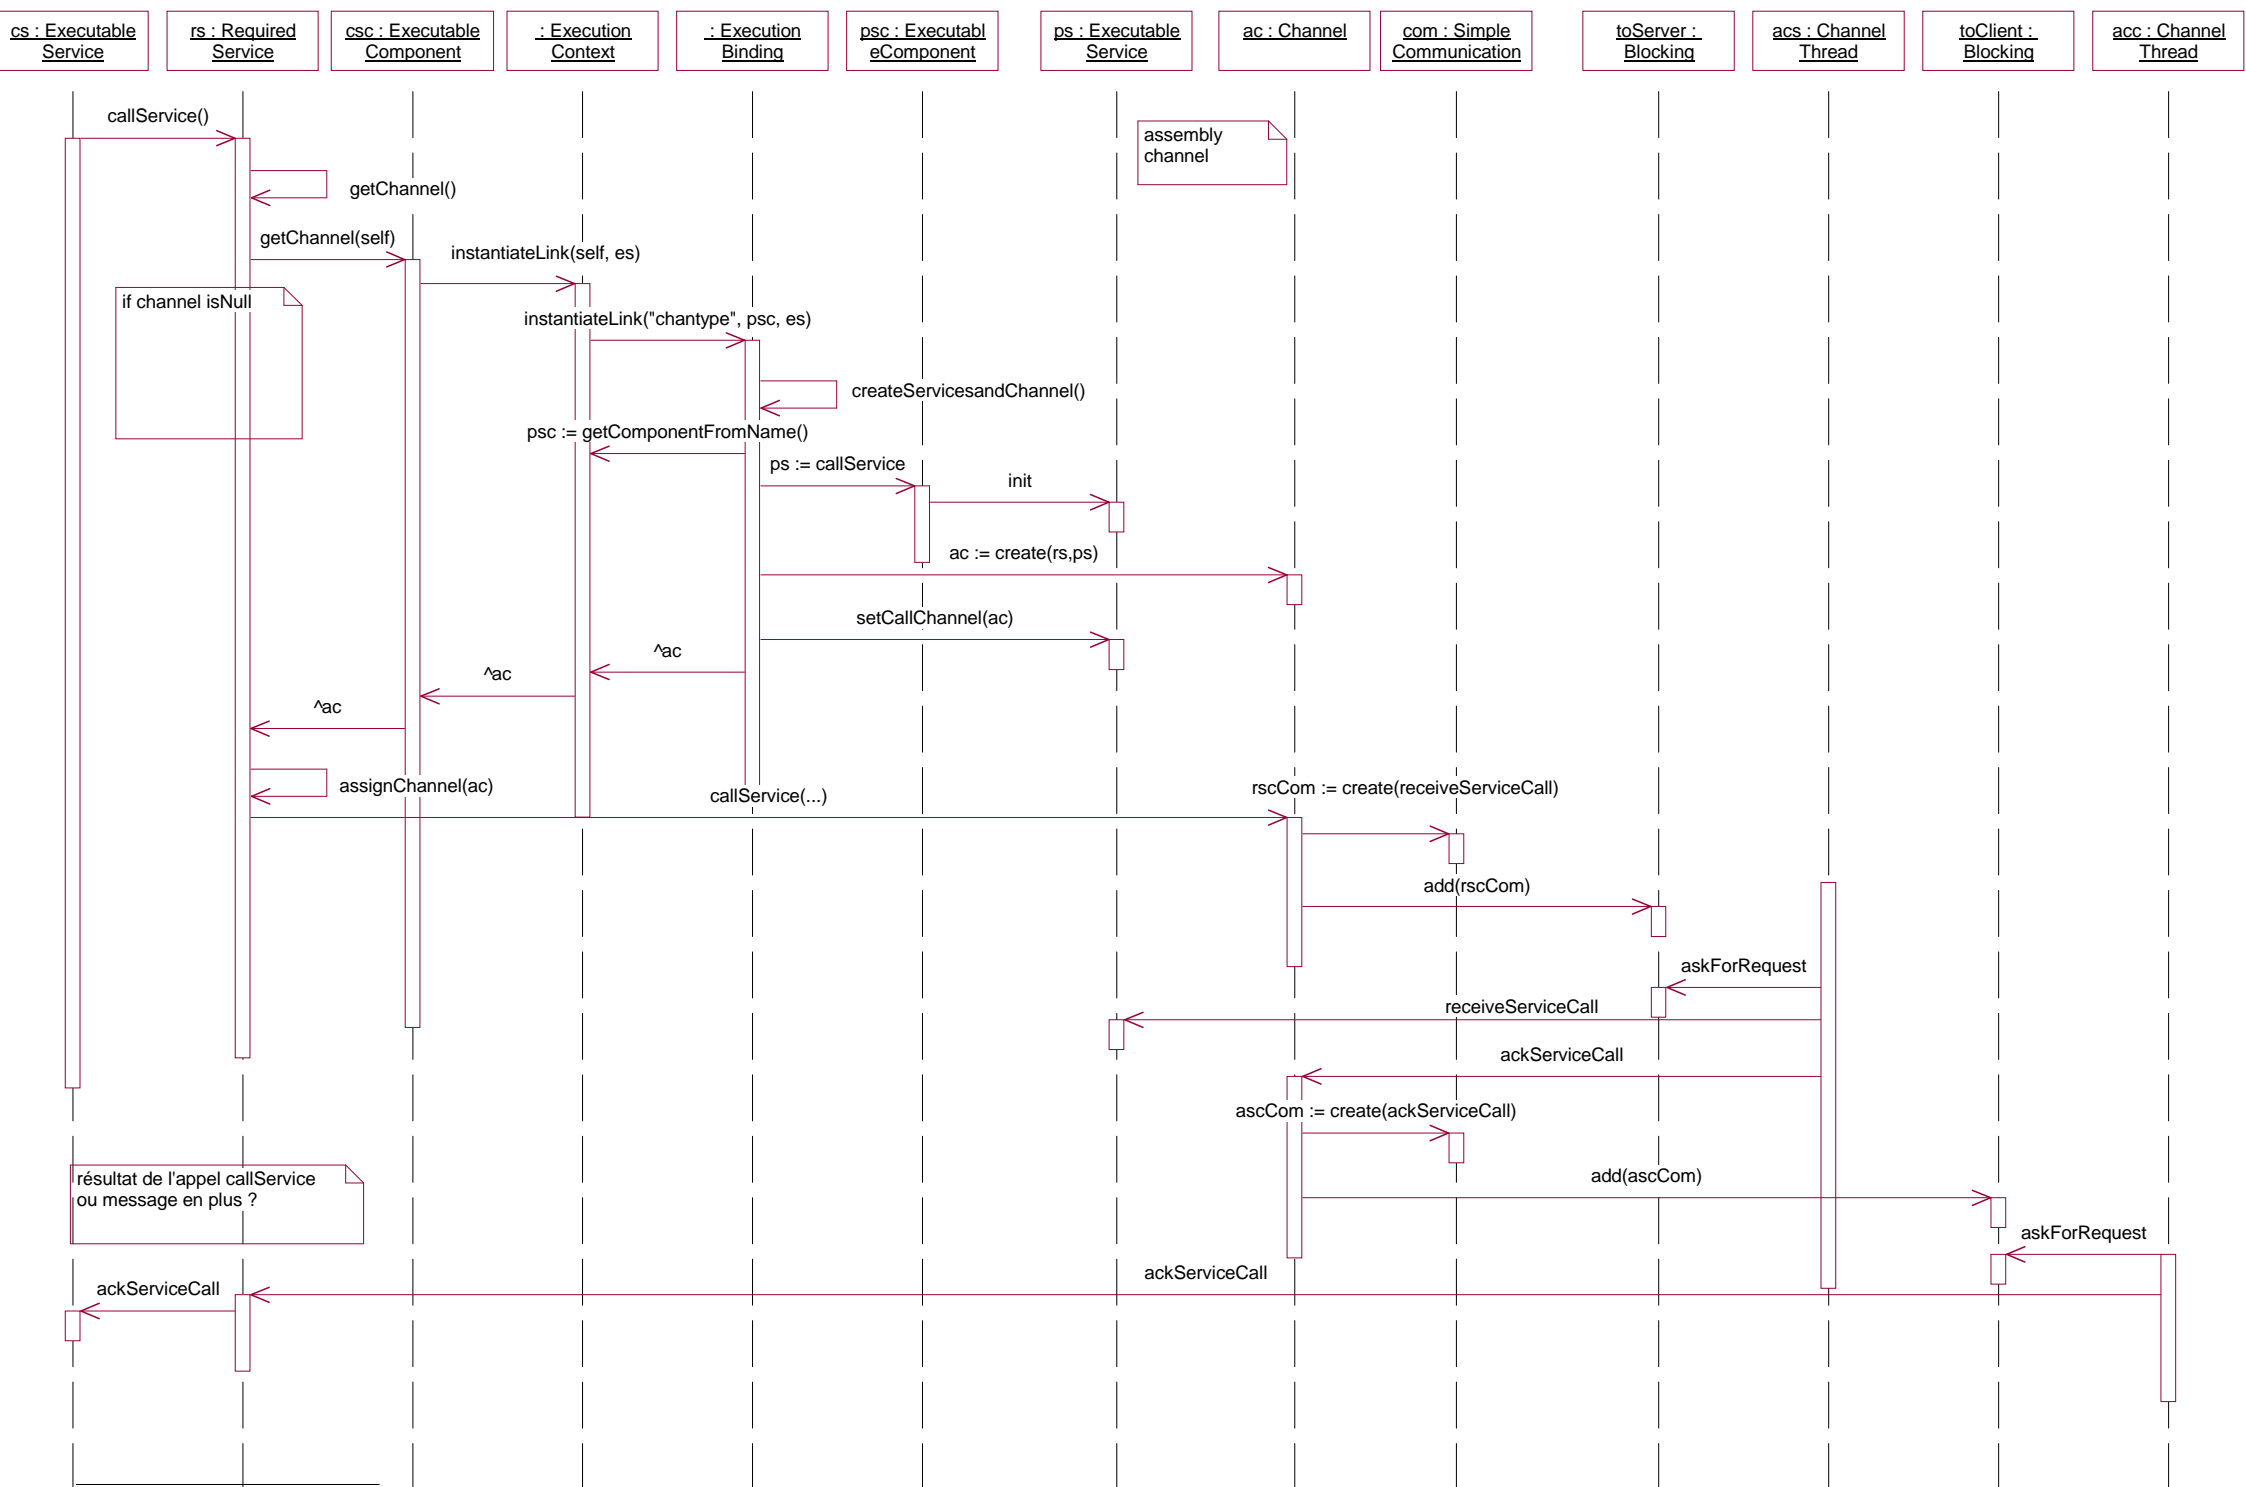 cs : Executable
Service
rs : Required
Service
csc : Executable
Component
: Execution
Context
: Execution
Binding
psc : Executabl
eComponent
ps : Executable
Service
ac : Channel
com : Simple
Communication
toServer :
Blocking
acs : Channel
Thread
toClient :
Blocking
acc : Channel
Thread
callService()
assembly
channel
getChannel()
getChannel(self)
instantiateLink(self, es)
if channel isNull
instantiateLink("chantype", psc, es)
createServicesandChannel()
psc := getComponentFromName()
ps := callService
init
ac := create(rs,ps)
setCallChannel(ac)
^ac
^ac
^ac
assignChannel(ac)
callService(...)
rscCom := create(receiveServiceCall)
add(rscCom)
askForRequest
receiveServiceCall
ackServiceCall
ascCom := create(ackServiceCall)
résultat de l'appel callService
ou message en plus ?
add(ascCom)
askForRequest
ackServiceCall
ackServiceCall